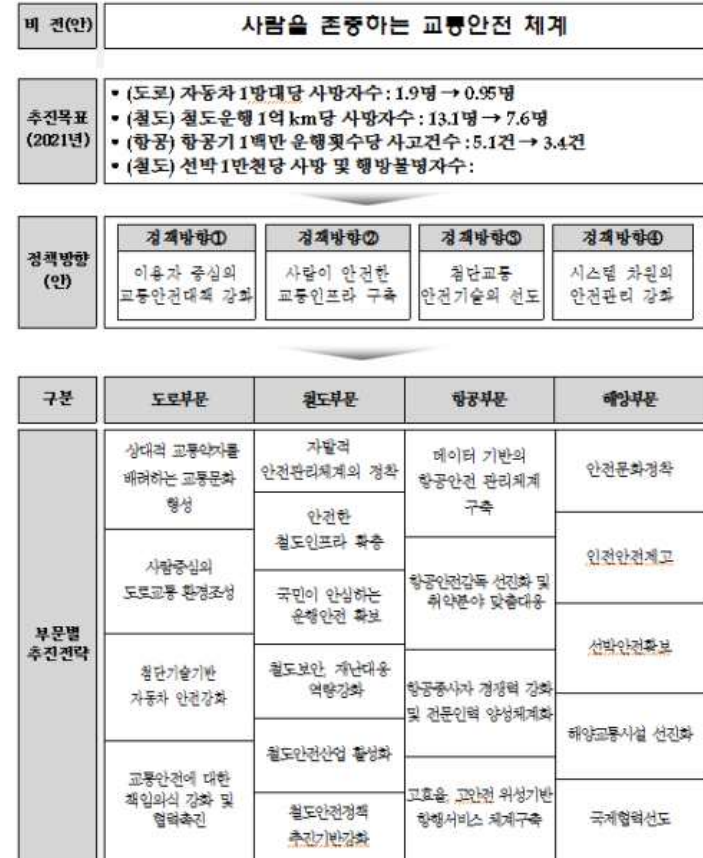 비 전(안)
사람을 존중하는 교통안전 체계
추진목표
(2021년)
• (도로) 자동차 1망대당 사망자수 : 1.9명 → 0.95명
• (철도) 철도운행 1억 km당 사망자수 : 13.1명 → 7.6명
• (항공) 항공기 1백만 운행횟수당 사고건수 : 5.1건 → 3.4건
• (철도) 선박 1만천당 사망 및 행방불명자수 :
정책방향
(안)
정책방향①
이용자 중심의
교통안전대책 강화
정책방향②
사람이 안전한
교통인프라 구축
정책방향③
첨단교통
안전기술의 선도
정책방향④
시스템 차원의
안전관리 강화
구분
도로부문
철도부문
항공부문
해양부문
부문별
추진전략
상대적 교통약자를
배려하는 교통문화
형성
사람중심의
도로교통 환경조성
첨단기술기반
자동차 안전강화
교통안전에 대한
책임의식 강화 및
협력촉진
자발적
안전관리체계의 정착
안전한
철도인프라 확충
국민이 안심하는
운행안전 확보
철도보안, 재난대응
역량강화
철도안전산업 활성화
철도안전정책
추진기반강화
데이터 기반의
항공안전 관리체계
구축
항공안전감독 선진화 및
취약분야 맞춤대응
항공종사자 경쟁력 강화
및 전문인력 양성체계화
고효율, 고안전 위성기반
항행서비스 체계구축
안전문화정착
인전안전제고
선박안전확보
해양교통시설 선진화
국제협력선도